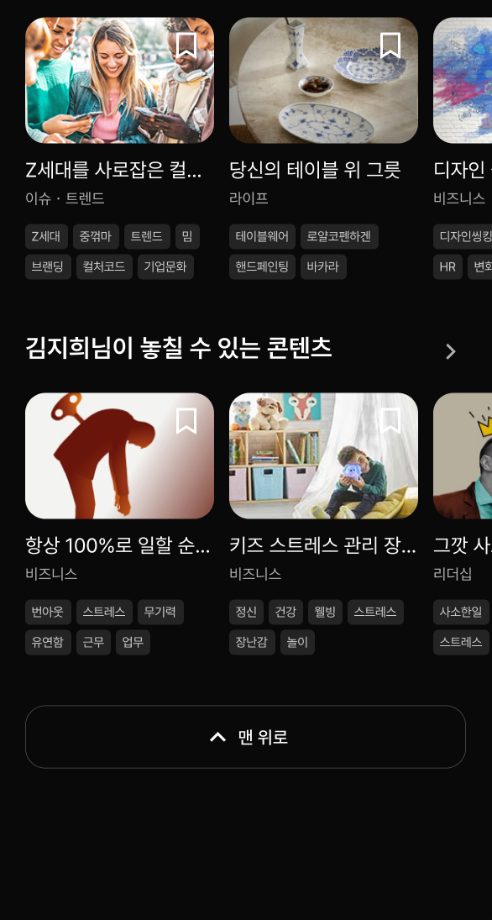 Z세대를 사로잡은 컬...
당신의 테이블 위 그릇
디자인
이슈 · 트렌드
라이프
비즈니스
Z세대 중꺾마 트렌드 밈
테이블웨어 로얄코펜하겐
디자인씽킹
브랜딩 컬처코드 기업문화
핸드페인팅 바카라
HR 변화
김지희님이 놓칠 수 있는 콘텐츠
항상 100%로 일할 순...
키즈 스트레스 관리 장...
그깟 사
비즈니스
비즈니스
리더십
번아웃 스트레스 무기력
정신 건강 웰빙 스트레스
사소한일
유연함 근무 업무
장난감 놀이
스트레스
맨 위로